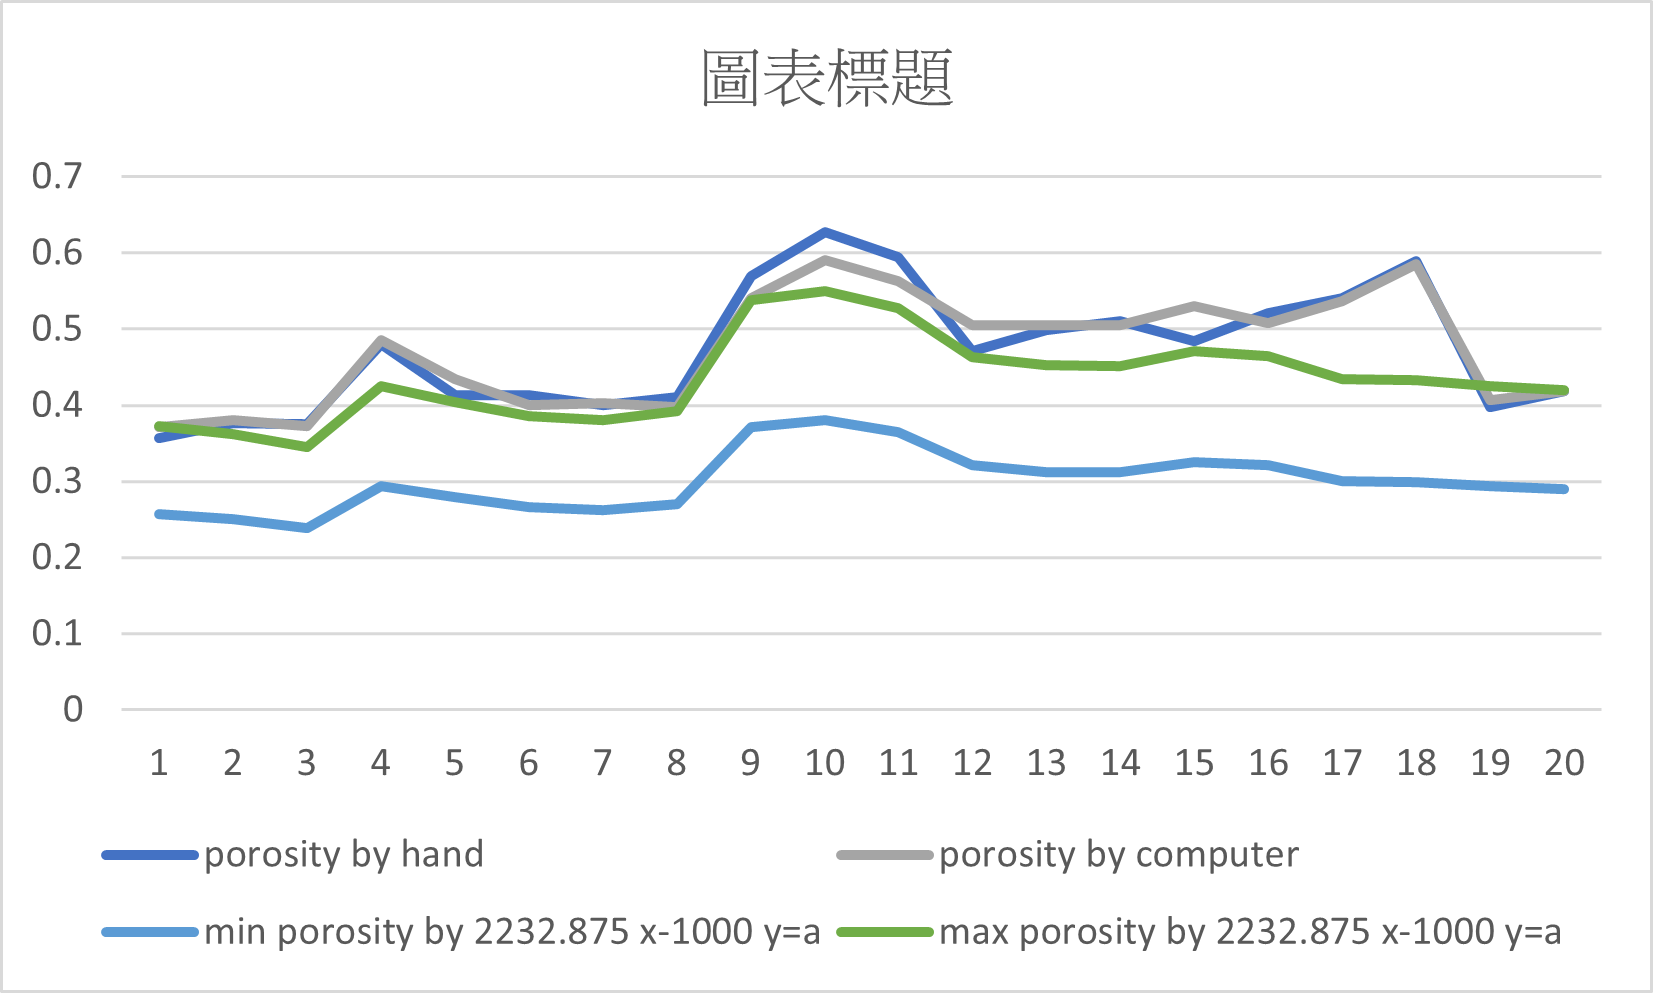 圖表標題
0.7
0.6
0.5
0.4
0.3
0.2
0.1
0
1 2 3 4 5 6 7 8 9 10 11 12 13 14 15 16 17 18 19 20
porosity by hand porosity by computer
min porosity by 2232.875 x-1000 y=a max porosity by 2232.875 x-1000 y=a